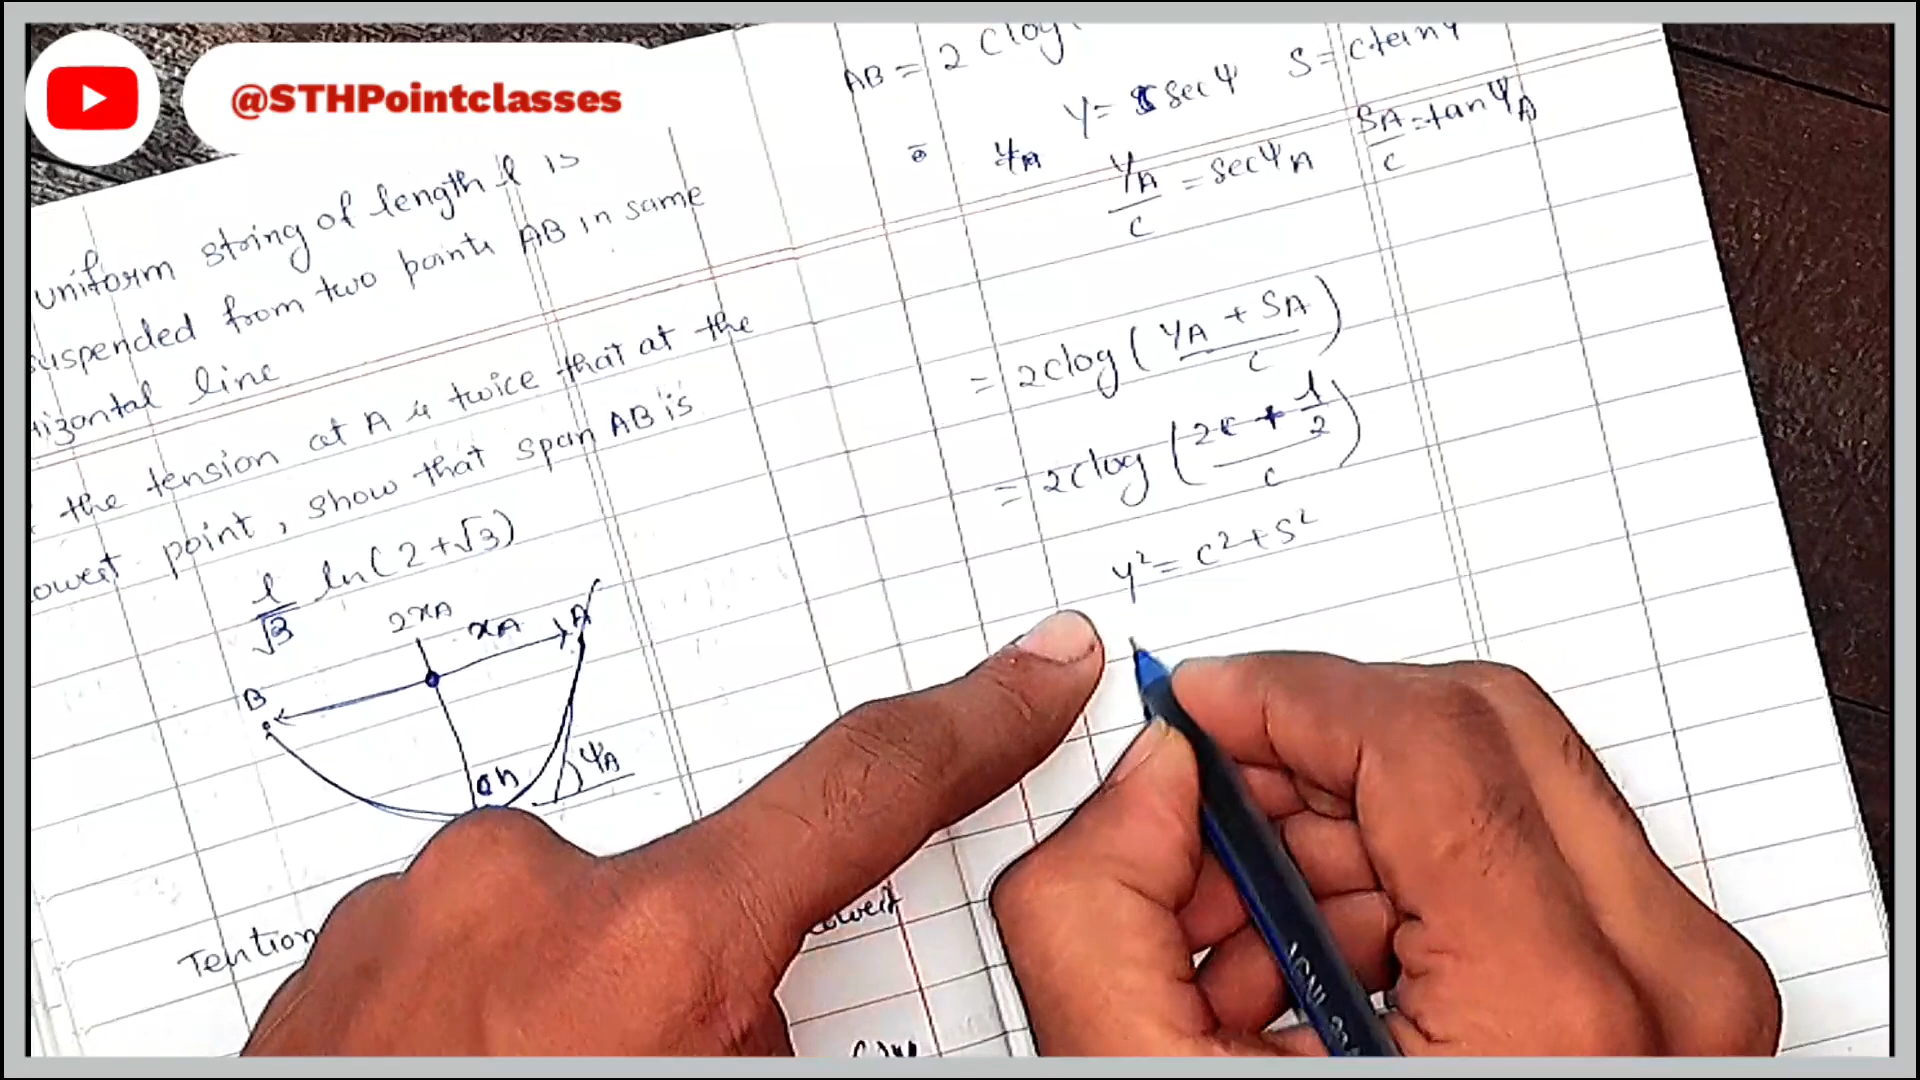 @STHPointclasses
uniform string of length l is
suspended from two points AB in same
horizontal line
the tension at A is twice that at the
lowest point, show that span AB is
l/√3 ln(2+√3)
2xA
xA A
B
ψA
Tention
lowest
AB = 2 C log
y = c sec ψ S = c tan ψ
yA
yA/c = sec ψA SA/c = tan ψA
= 2c log ( yA + SA / c )
= 2c log ( 2c + l/2 / c )
y² = c² + s²